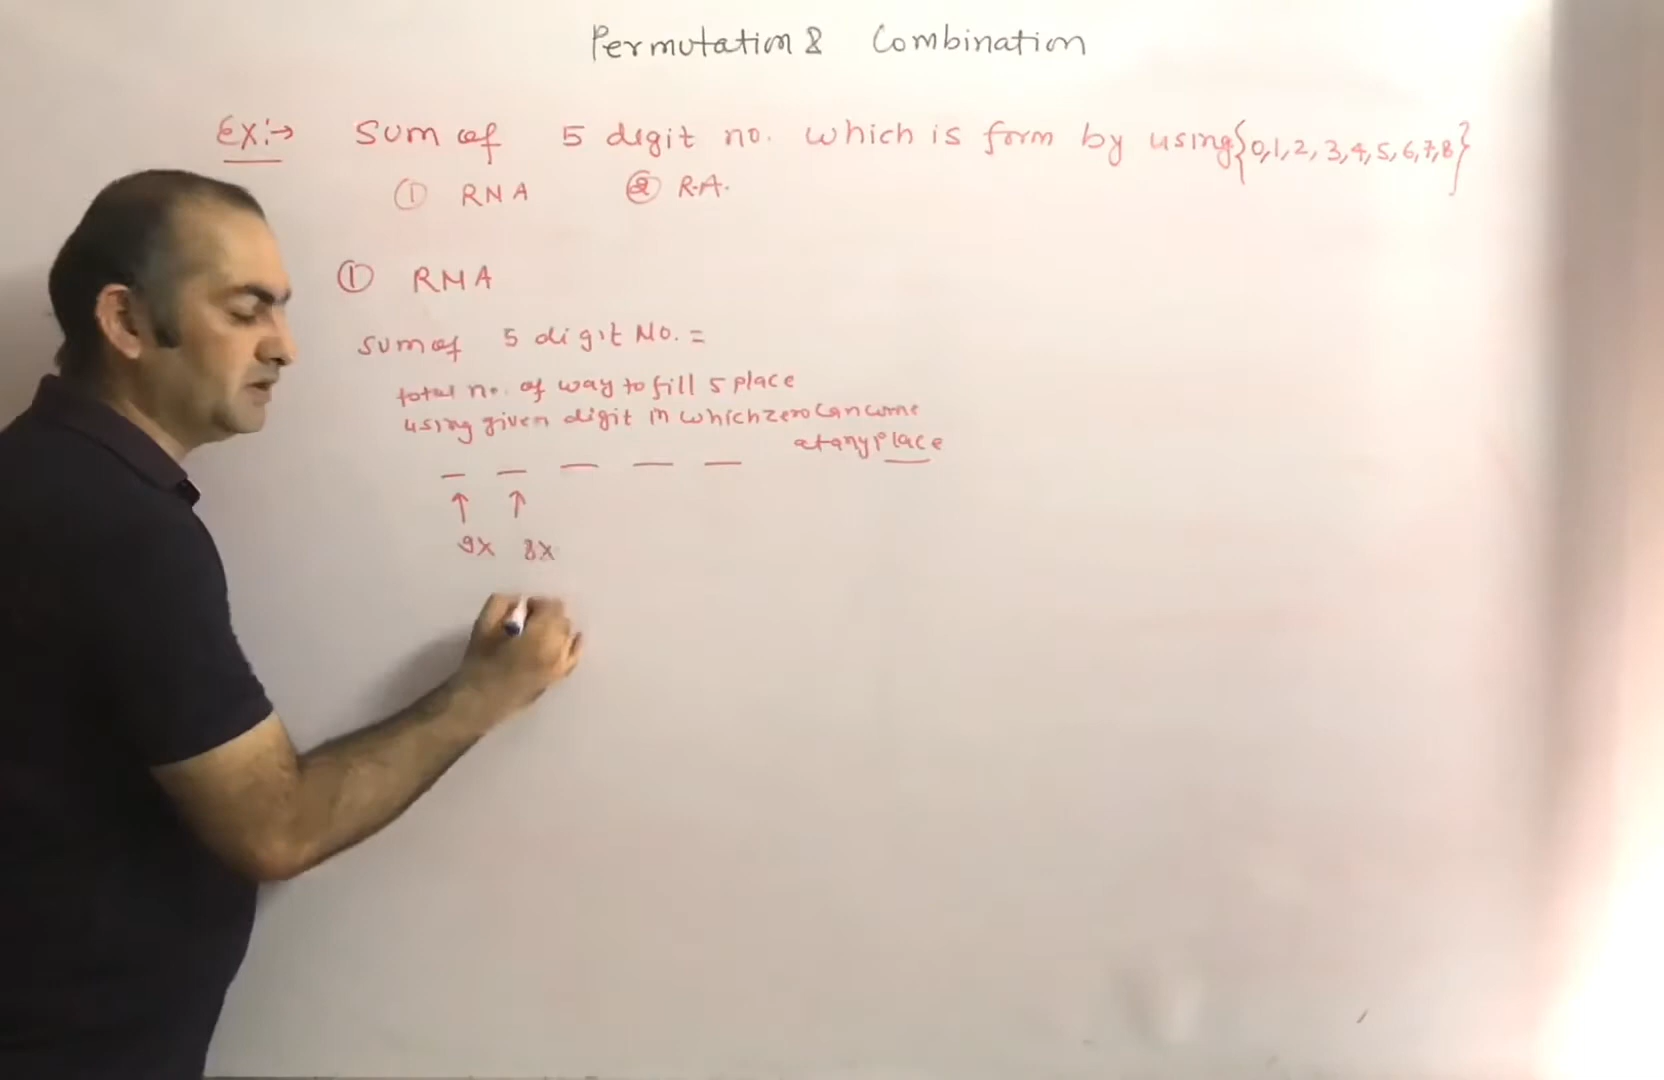 Permutation & Combination
Ex:→ Sum of 5 digit no. which is form by using {0,1,2,3,4,5,6,7,8}
① RNA ② R.A.
① RNA
Sum of 5 digit No. =
total no. of way to fill 5 place
using given digit in which zero can come
at any place
_ _ _ _ _
↑ ↑
9x 8x